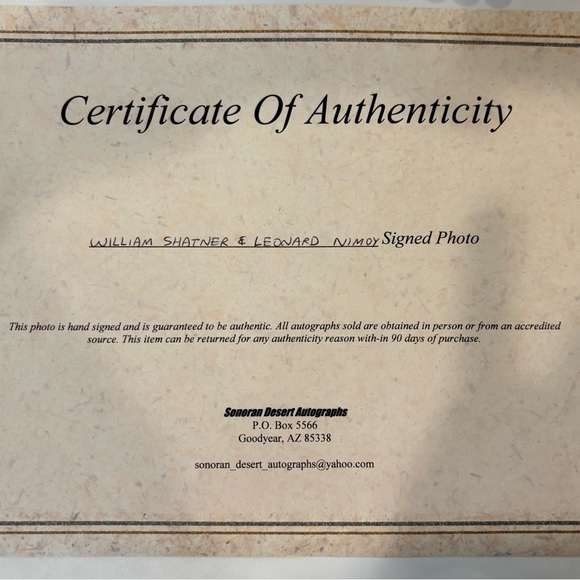 Certificate Of Authenticity
WILLIAM SHATNER & LEONARD NIMOY Signed Photo
This photo is hand signed and is guaranteed to be authentic. All autographs sold are obtained in person or from an accredited
source. This item can be returned for any authenticity reason with-in 90 days of purchase.
Sonoran Desert Autographs
P.O. Box 5566
Goodyear, AZ 85338
sonoran_desert_autographs@yahoo.com